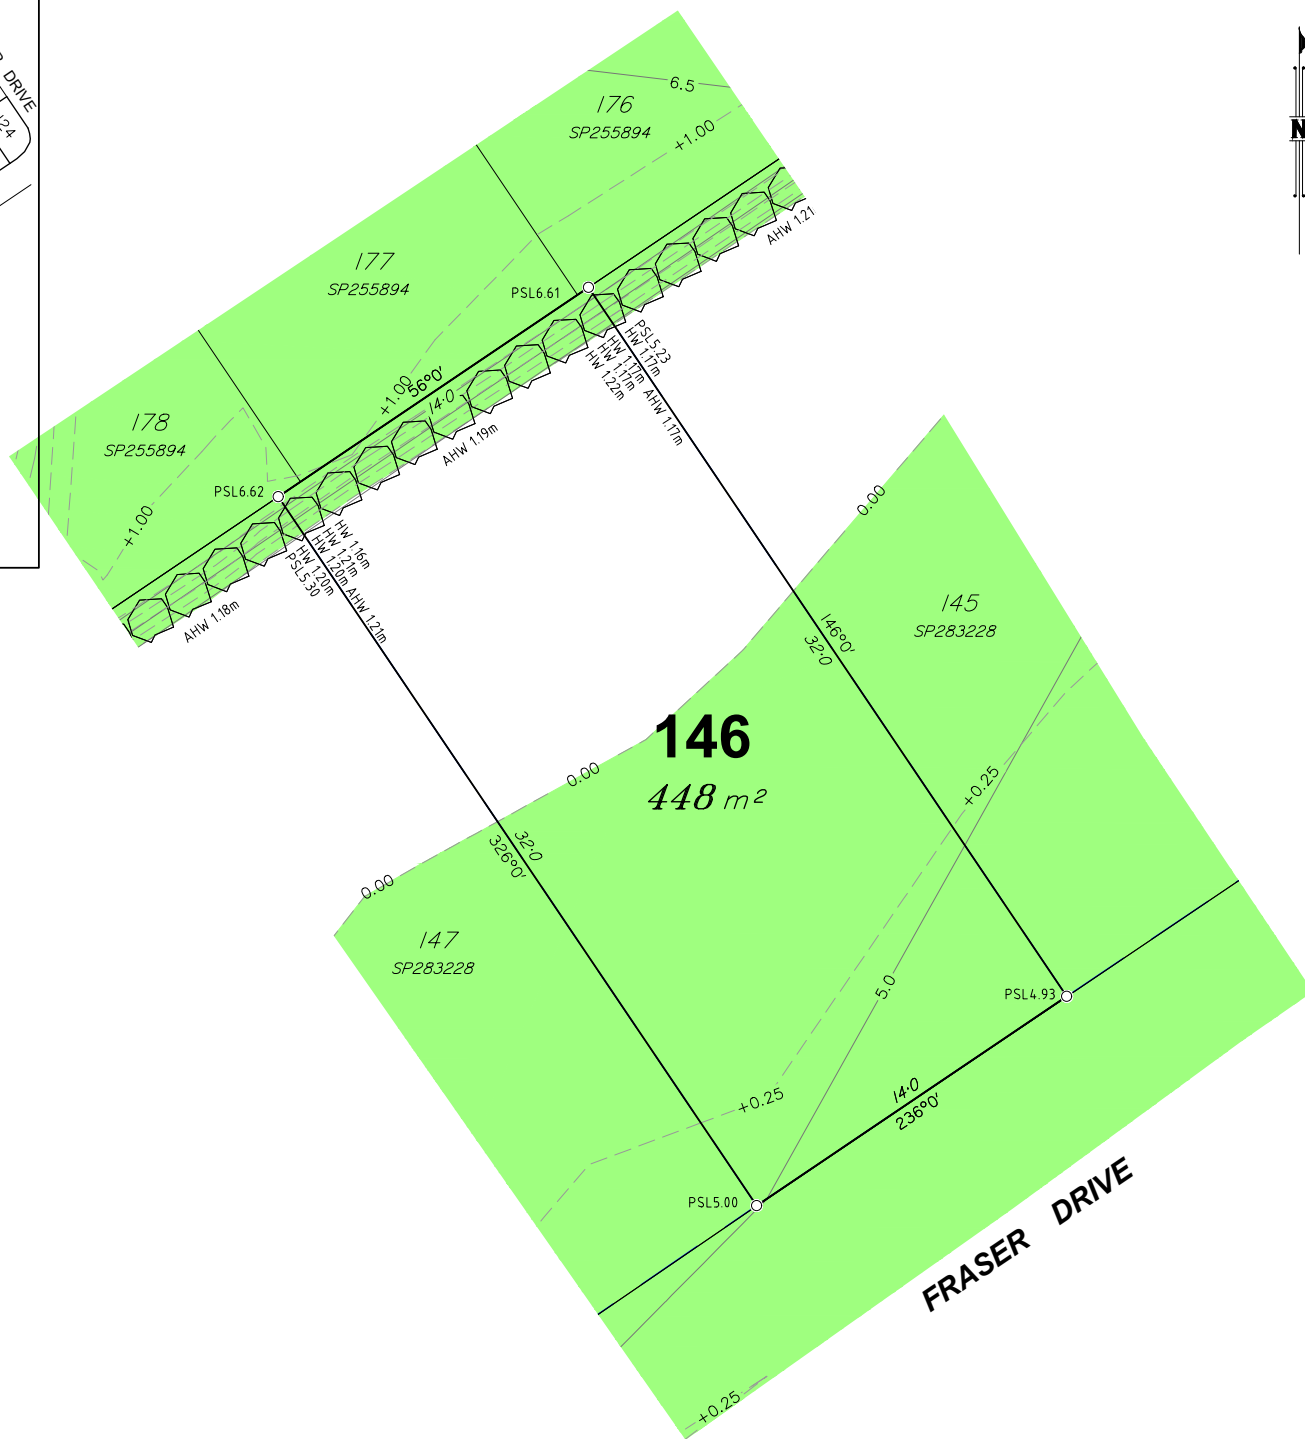 DRIVE
124
N
176
SP255894
6.5
+1.00
177
SP255894
AHW 1.21
PSL6.61
178
SP255894
+1.00
56°0'
14·0
PSL5.23
HW 1.17m
HW 1.17m
HW 1.17m
HW 1.22m
AHW 1.17m
AHW 1.19m
PSL6.62
+1.00
HW 1.16m
HW 1.21m
HW 1.20m
HW 1.20m
PSL5.30
AHW 1.21m
AHW 1.18m
0.00
145
SP283228
146°0'
32·0
146
448 m²
0.00
+0.25
32·0
326°0'
0.00
147
SP283228
5.0
PSL4.93
+0.25
14·0
236°0'
PSL5.00
FRASER DRIVE
+0.25